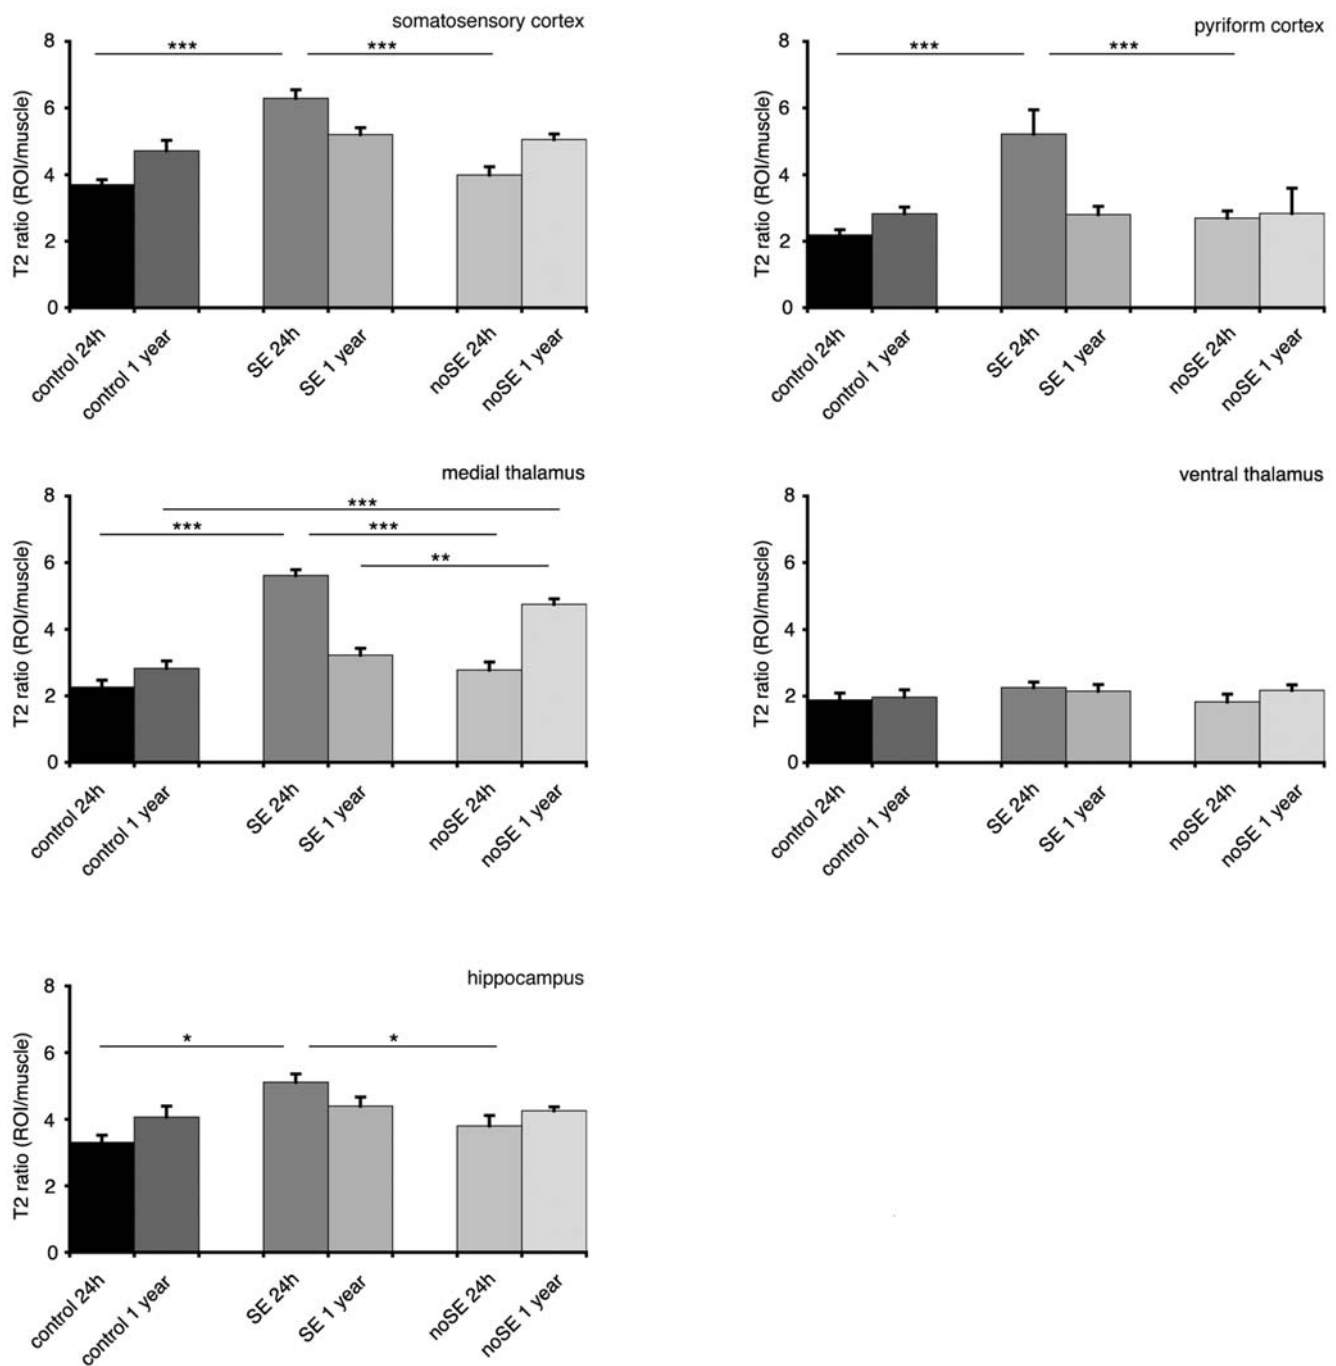 somatosensory cortex
8
6
4
2
0
T2 ratio (ROI/muscle)
*** ***
control 24h
control 1 year
SE 24h
SE 1 year
noSE 24h
noSE 1 year
pyriform cortex
8
6
4
2
0
T2 ratio (ROI/muscle)
*** ***
control 24h
control 1 year
SE 24h
SE 1 year
noSE 24h
noSE 1 year
medial thalamus
8
6
4
2
0
T2 ratio (ROI/muscle)
***
*** ***
**
control 24h
control 1 year
SE 24h
SE 1 year
noSE 24h
noSE 1 year
ventral thalamus
8
6
4
2
0
T2 ratio (ROI/muscle)
control 24h
control 1 year
SE 24h
SE 1 year
noSE 24h
noSE 1 year
hippocampus
8
6
4
2
0
T2 ratio (ROI/muscle)
* *
control 24h
control 1 year
SE 24h
SE 1 year
noSE 24h
noSE 1 year